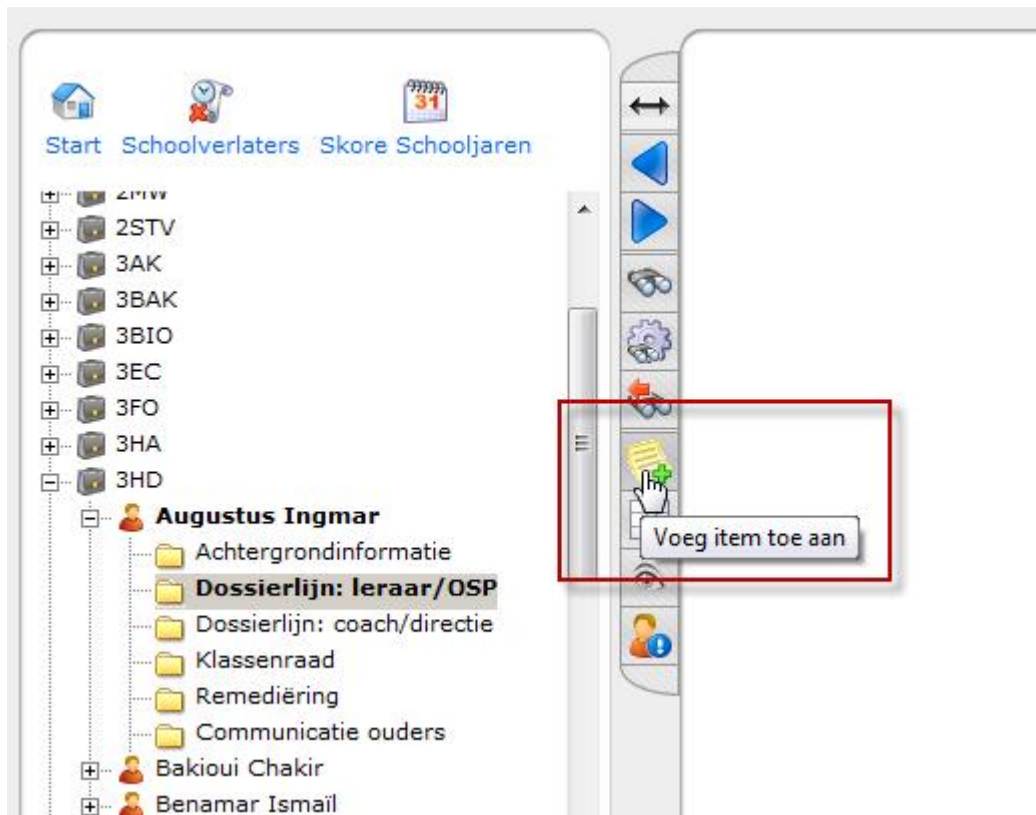 31
Start Schoolverlaters Skore Schooljaren
2MW
2STV
3AK
3BAK
3BIO
3EC
3FO
3HA
3HD
Augustus Ingmar
Achtergrondinformatie
Dossierlijn: leraar/OSP
Dossierlijn: coach/directie
Klassenraad
Remediëring
Communicatie ouders
Bakioui Chakir
Benamar Ismaïl
Voeg item toe aan